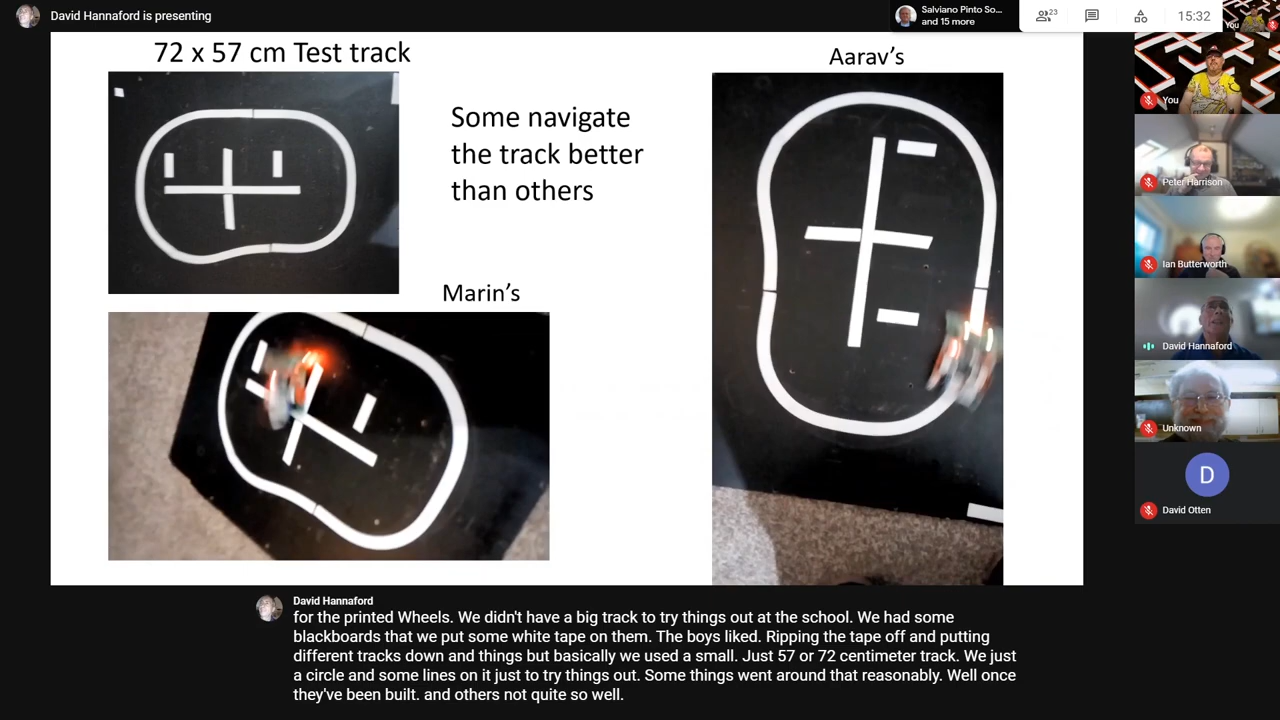 David Hannaford is presenting
Salviano Pinto So...
and 15 more
23
15:32
You
72 x 57 cm Test track
Aarav's
Some navigate
the track better
than others
Marin's
You
Peter Harrison
Ian Butterworth
David Hannaford
Unknown
D
David Otten
David Hannaford
for the printed Wheels. We didn't have a big track to try things out at the school. We had some
blackboards that we put some white tape on them. The boys liked. Ripping the tape off and putting
different tracks down and things but basically we used a small. Just 57 or 72 centimeter track. We just
a circle and some lines on it just to try things out. Some things went around that reasonably. Well once
they've been built. and others not quite so well.